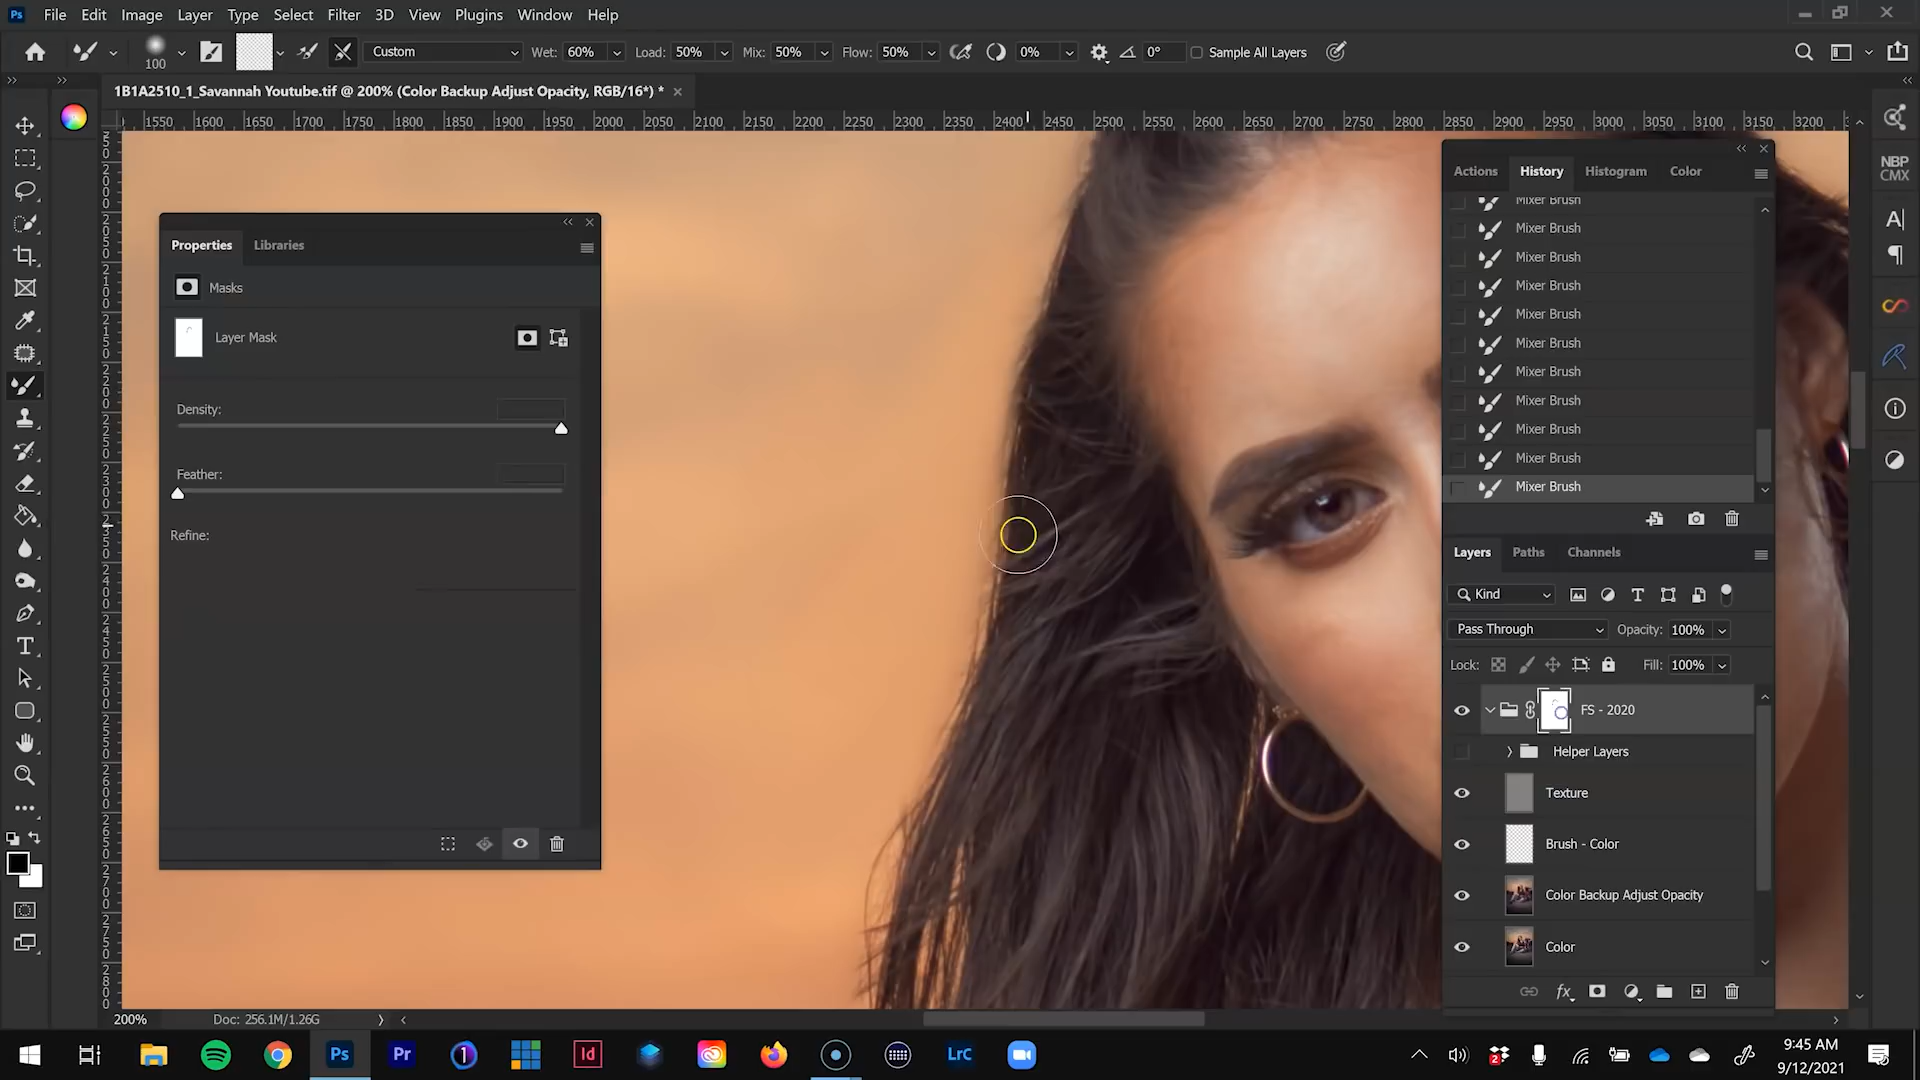 Ps File Edit Image Layer Type Select Filter 3D View Plugins Window Help
100 Custom Wet: 60% Load: 50% Mix: 50% Flow: 50% 0% 0° Sample All Layers
1B1A2510_1_Savannah Youtube.tif @ 200% (Color Backup Adjust Opacity, RGB/16*) *
1550 1600 1650 1700 1750 1800 1850 1900 1950 2000 2050 2100 2150 2200 2250 2300 2350 2400 2450 2500 2550 2600 2650 2700 2750 2800 2850 2900 2950 3000 3050 3100 3150 3200
Properties Libraries
Masks
Layer Mask
Density:
Feather:
Refine:
Actions History Histogram Color
Mixer Brush
Mixer Brush
Mixer Brush
Mixer Brush
Mixer Brush
Mixer Brush
Mixer Brush
Mixer Brush
Mixer Brush
Mixer Brush
Mixer Brush
Layers Paths Channels
Kind
Pass Through Opacity: 100%
Lock: Fill: 100%
FS - 2020
Helper Layers
Texture
Brush - Color
Color Backup Adjust Opacity
Color
NBP
CMX
200% Doc: 256.1M/1.26G
Ps Pr Id LrC
9:45 AM
9/12/2021